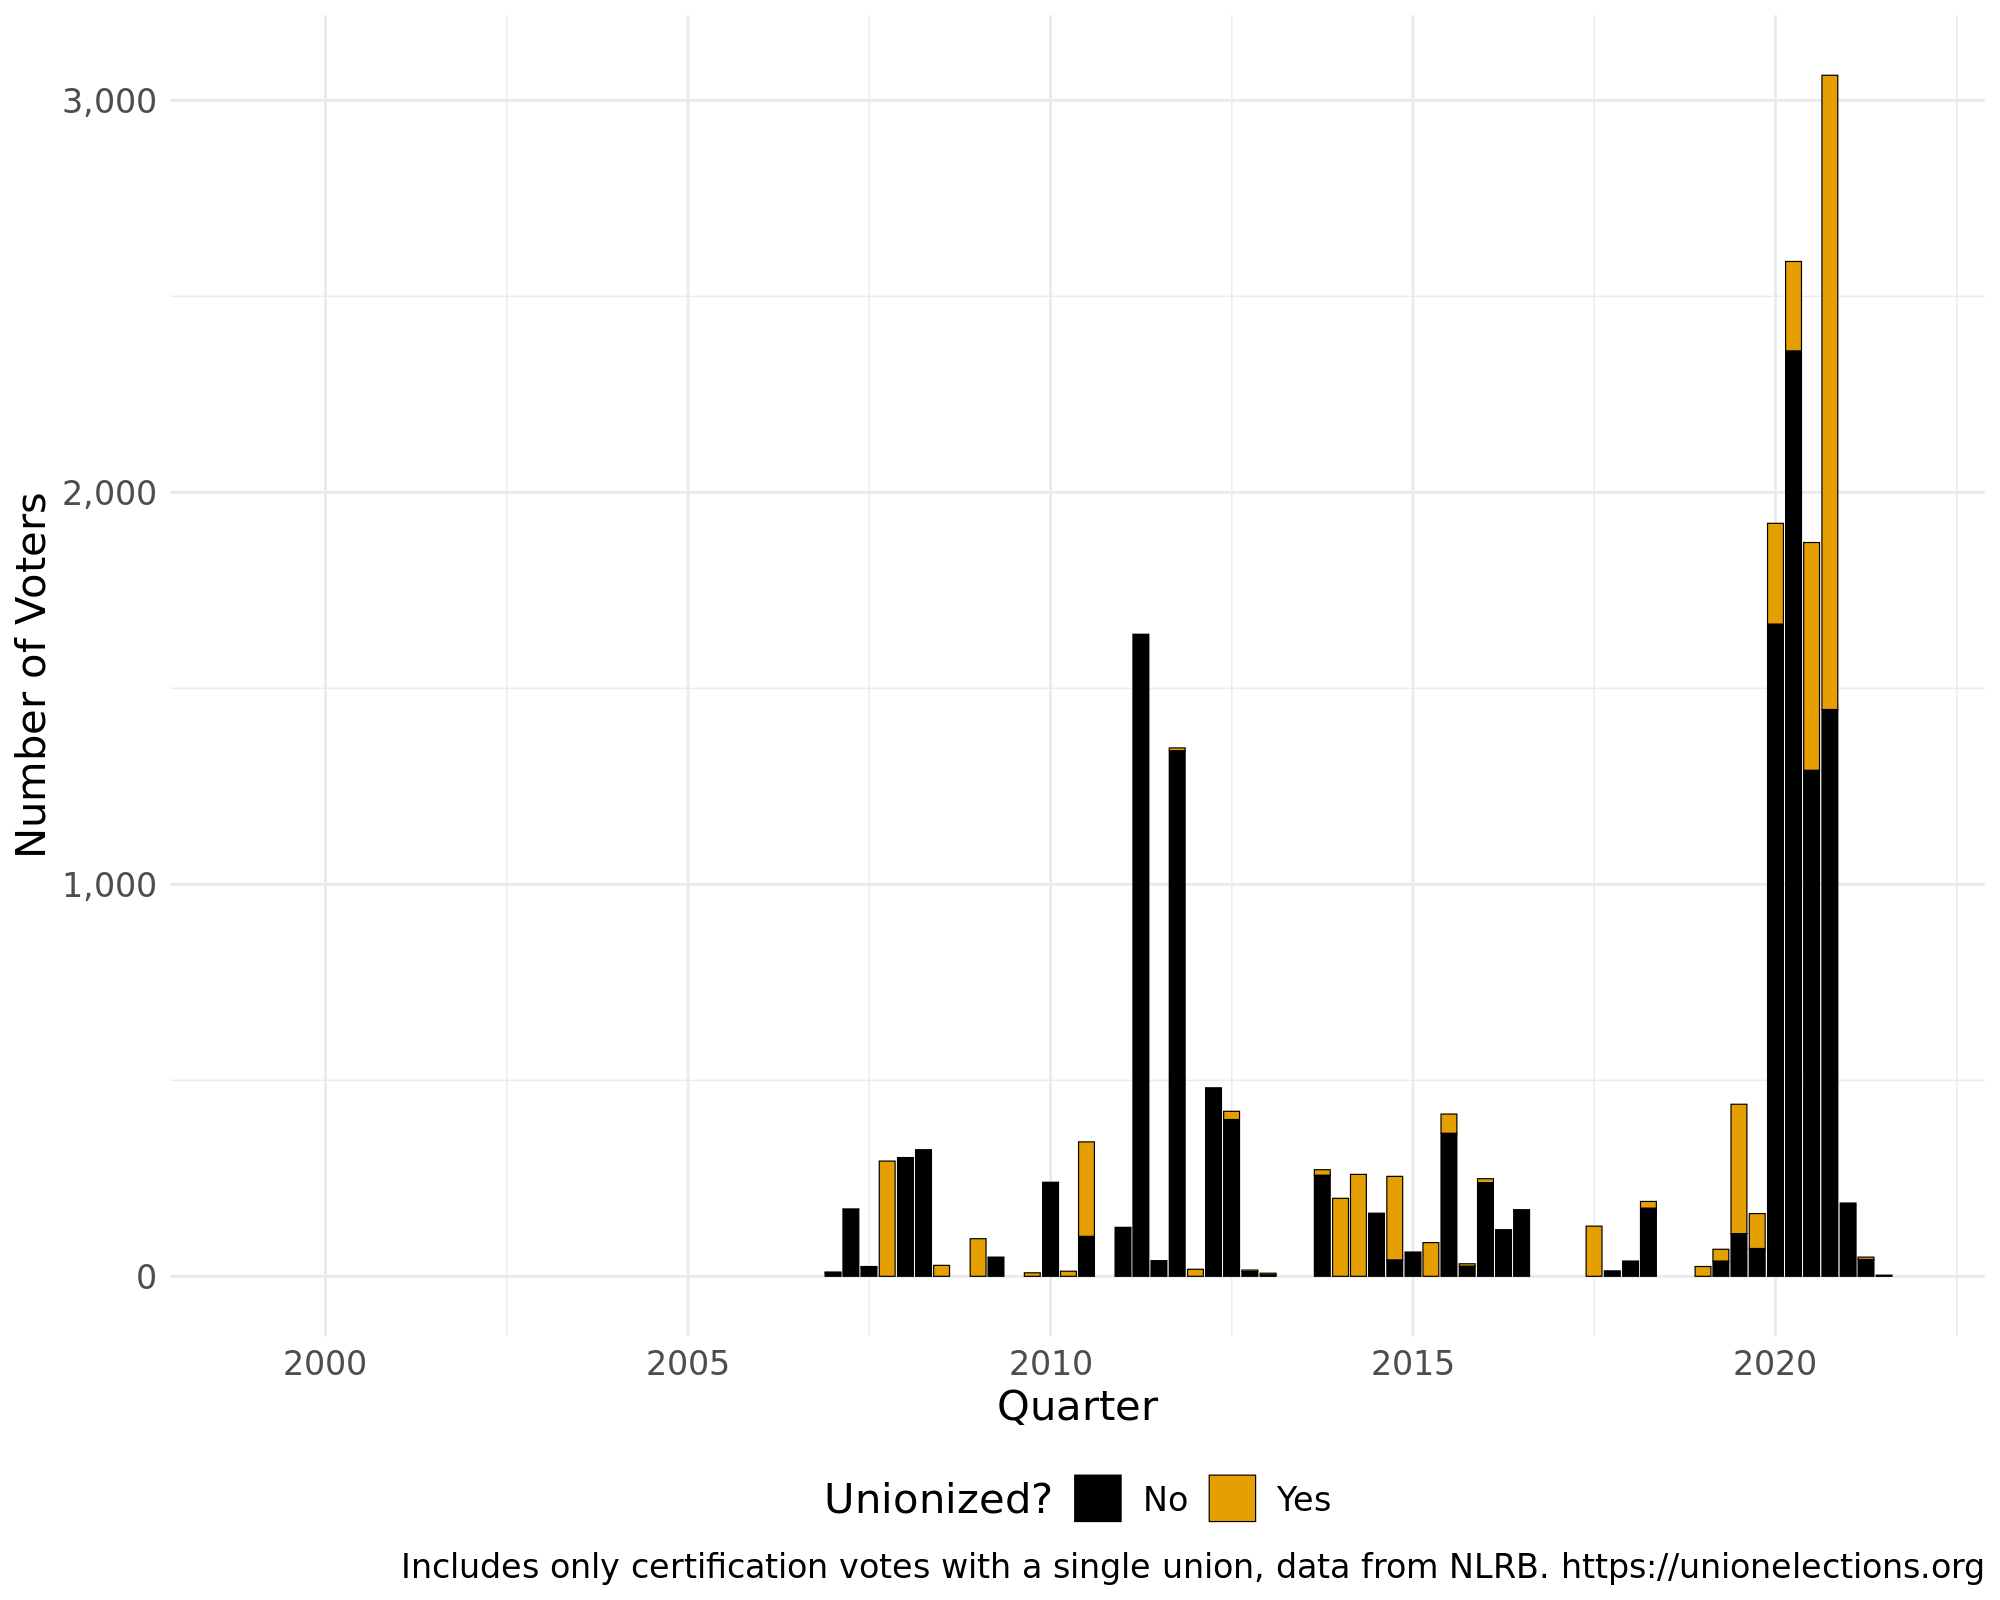 3,000
2,000
1,000
0
Number of Voters
2000 2005 2010 2015 2020
Quarter
Unionized? No Yes
Includes only certification votes with a single union, data from NLRB. https://unionelections.org